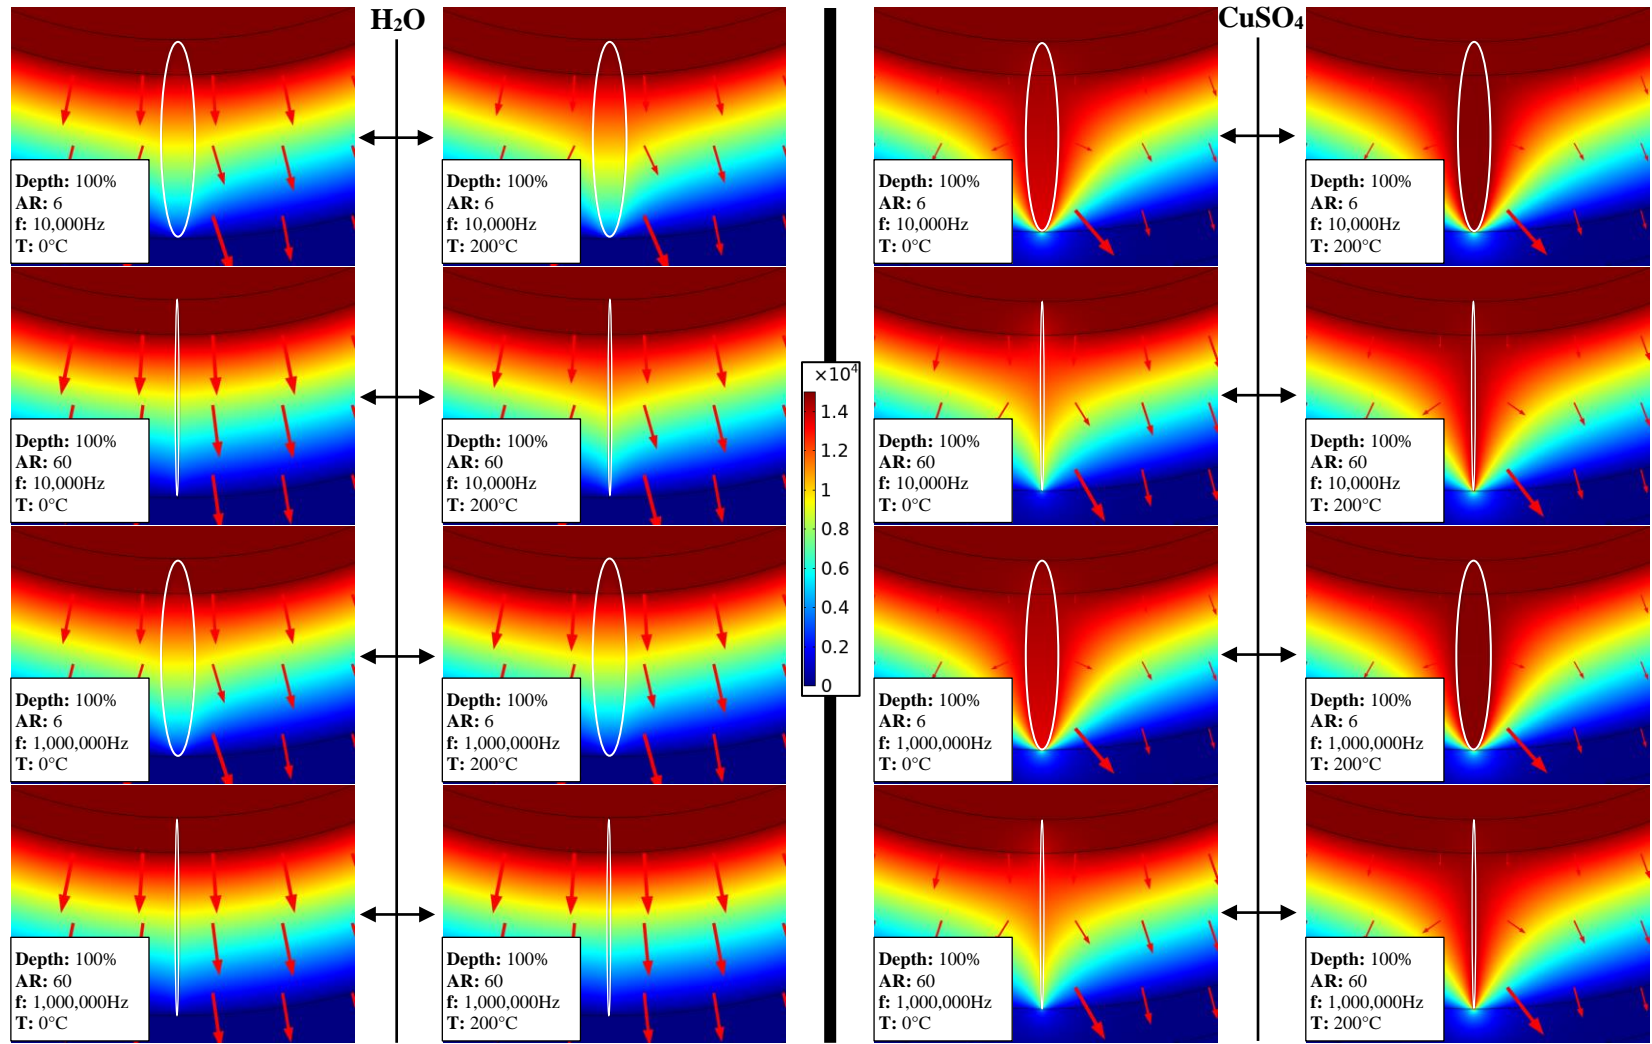 H₂O
CuSO₄
Depth: 100%
AR: 6
f: 10,000Hz
T: 0°C
Depth: 100%
AR: 6
f: 10,000Hz
T: 200°C
Depth: 100%
AR: 6
f: 10,000Hz
T: 0°C
Depth: 100%
AR: 6
f: 10,000Hz
T: 200°C
Depth: 100%
AR: 60
f: 10,000Hz
T: 0°C
Depth: 100%
AR: 60
f: 10,000Hz
T: 200°C
×10⁴
1.4
1.2
1
0.8
0.6
0.4
0.2
0
Depth: 100%
AR: 60
f: 10,000Hz
T: 0°C
Depth: 100%
AR: 60
f: 10,000Hz
T: 200°C
Depth: 100%
AR: 6
f: 1,000,000Hz
T: 0°C
Depth: 100%
AR: 6
f: 1,000,000Hz
T: 200°C
Depth: 100%
AR: 6
f: 1,000,000Hz
T: 0°C
Depth: 100%
AR: 6
f: 1,000,000Hz
T: 200°C
Depth: 100%
AR: 60
f: 1,000,000Hz
T: 0°C
Depth: 100%
AR: 60
f: 1,000,000Hz
T: 200°C
Depth: 100%
AR: 60
f: 1,000,000Hz
T: 0°C
Depth: 100%
AR: 60
f: 1,000,000Hz
T: 200°C